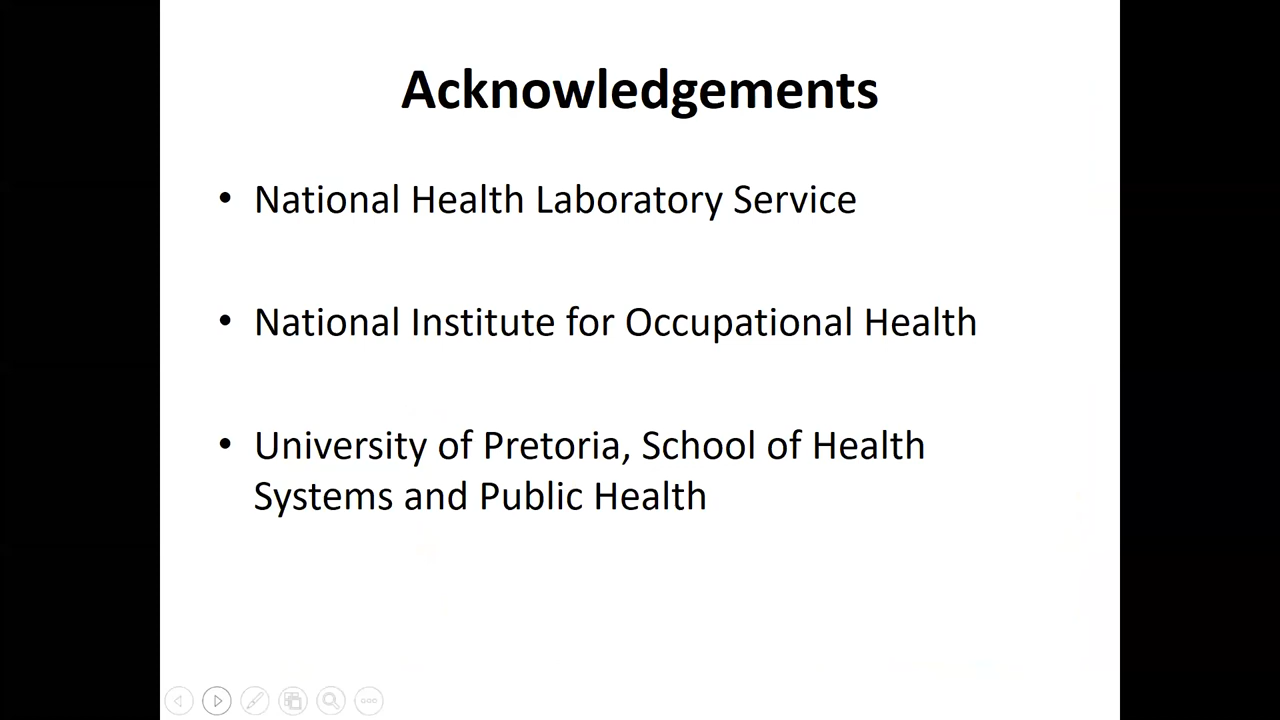 Acknowledgements
• National Health Laboratory Service
• National Institute for Occupational Health
• University of Pretoria, School of Health
Systems and Public Health